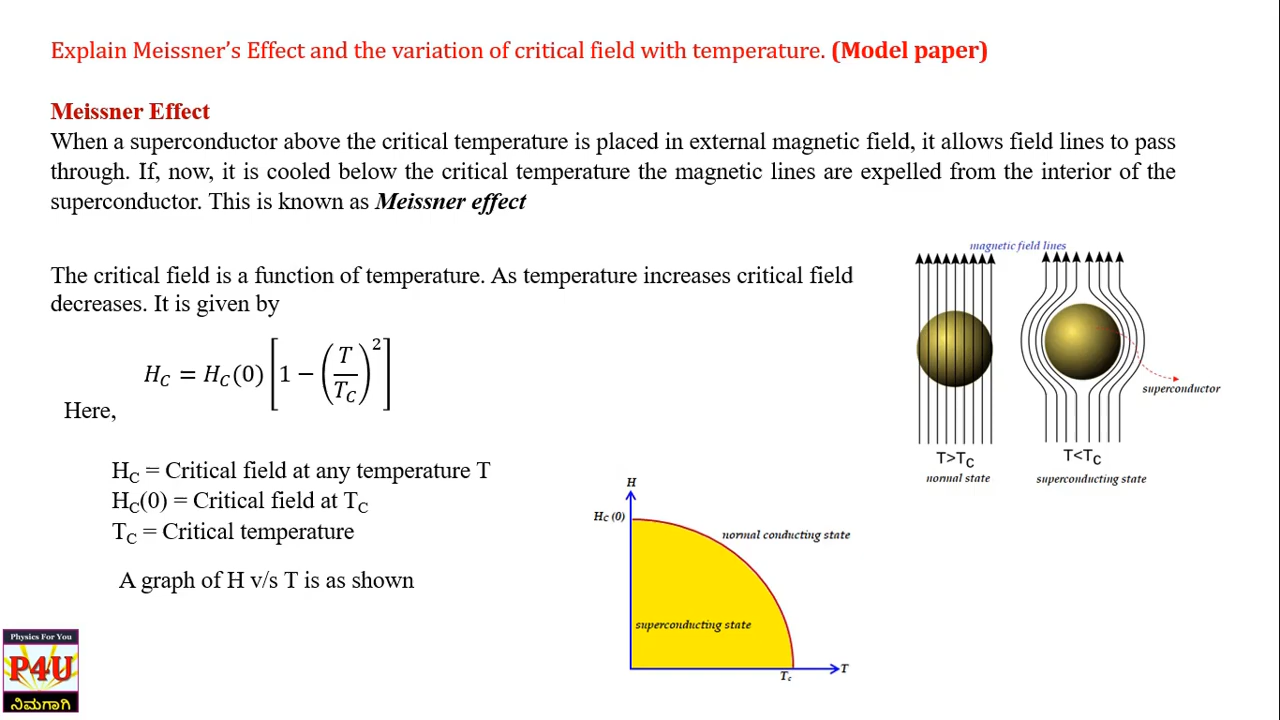 Explain Meissner’s Effect and the variation of critical field with temperature. (Model paper)
Meissner Effect
When a superconductor above the critical temperature is placed in external magnetic field, it allows field lines to pass
through. If, now, it is cooled below the critical temperature the magnetic lines are expelled from the interior of the
superconductor. This is known as Meissner effect
The critical field is a function of temperature. As temperature increases critical field
decreases. It is given by
H_C = H_C(0) [1 − (T/T_C)^2]
Here,
H_C = Critical field at any temperature T
H_C(0) = Critical field at T_C
T_C = Critical temperature
A graph of H v/s T is as shown
magnetic field lines
superconductor
T>T_C
T<T_C
normal state
superconducting state
H
H_C (0)
normal conducting state
superconducting state
T_c
T
Physics For You
P4U
ನಿಮಗಾಗಿ